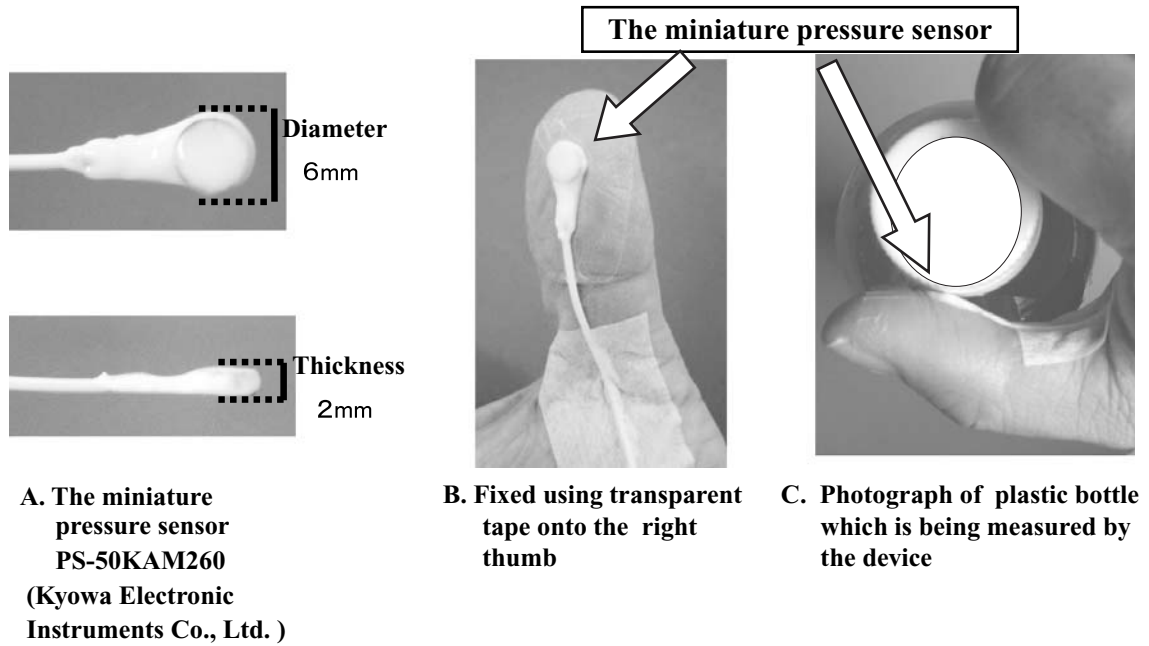 The miniature pressure sensor
Diameter
6mm
Thickness
2mm
A. The miniature
pressure sensor
PS-50KAM260
(Kyowa Electronic
Instruments Co., Ltd. )
B. Fixed using transparent
tape onto the right
thumb
C. Photograph of plastic bottle
which is being measured by
the device